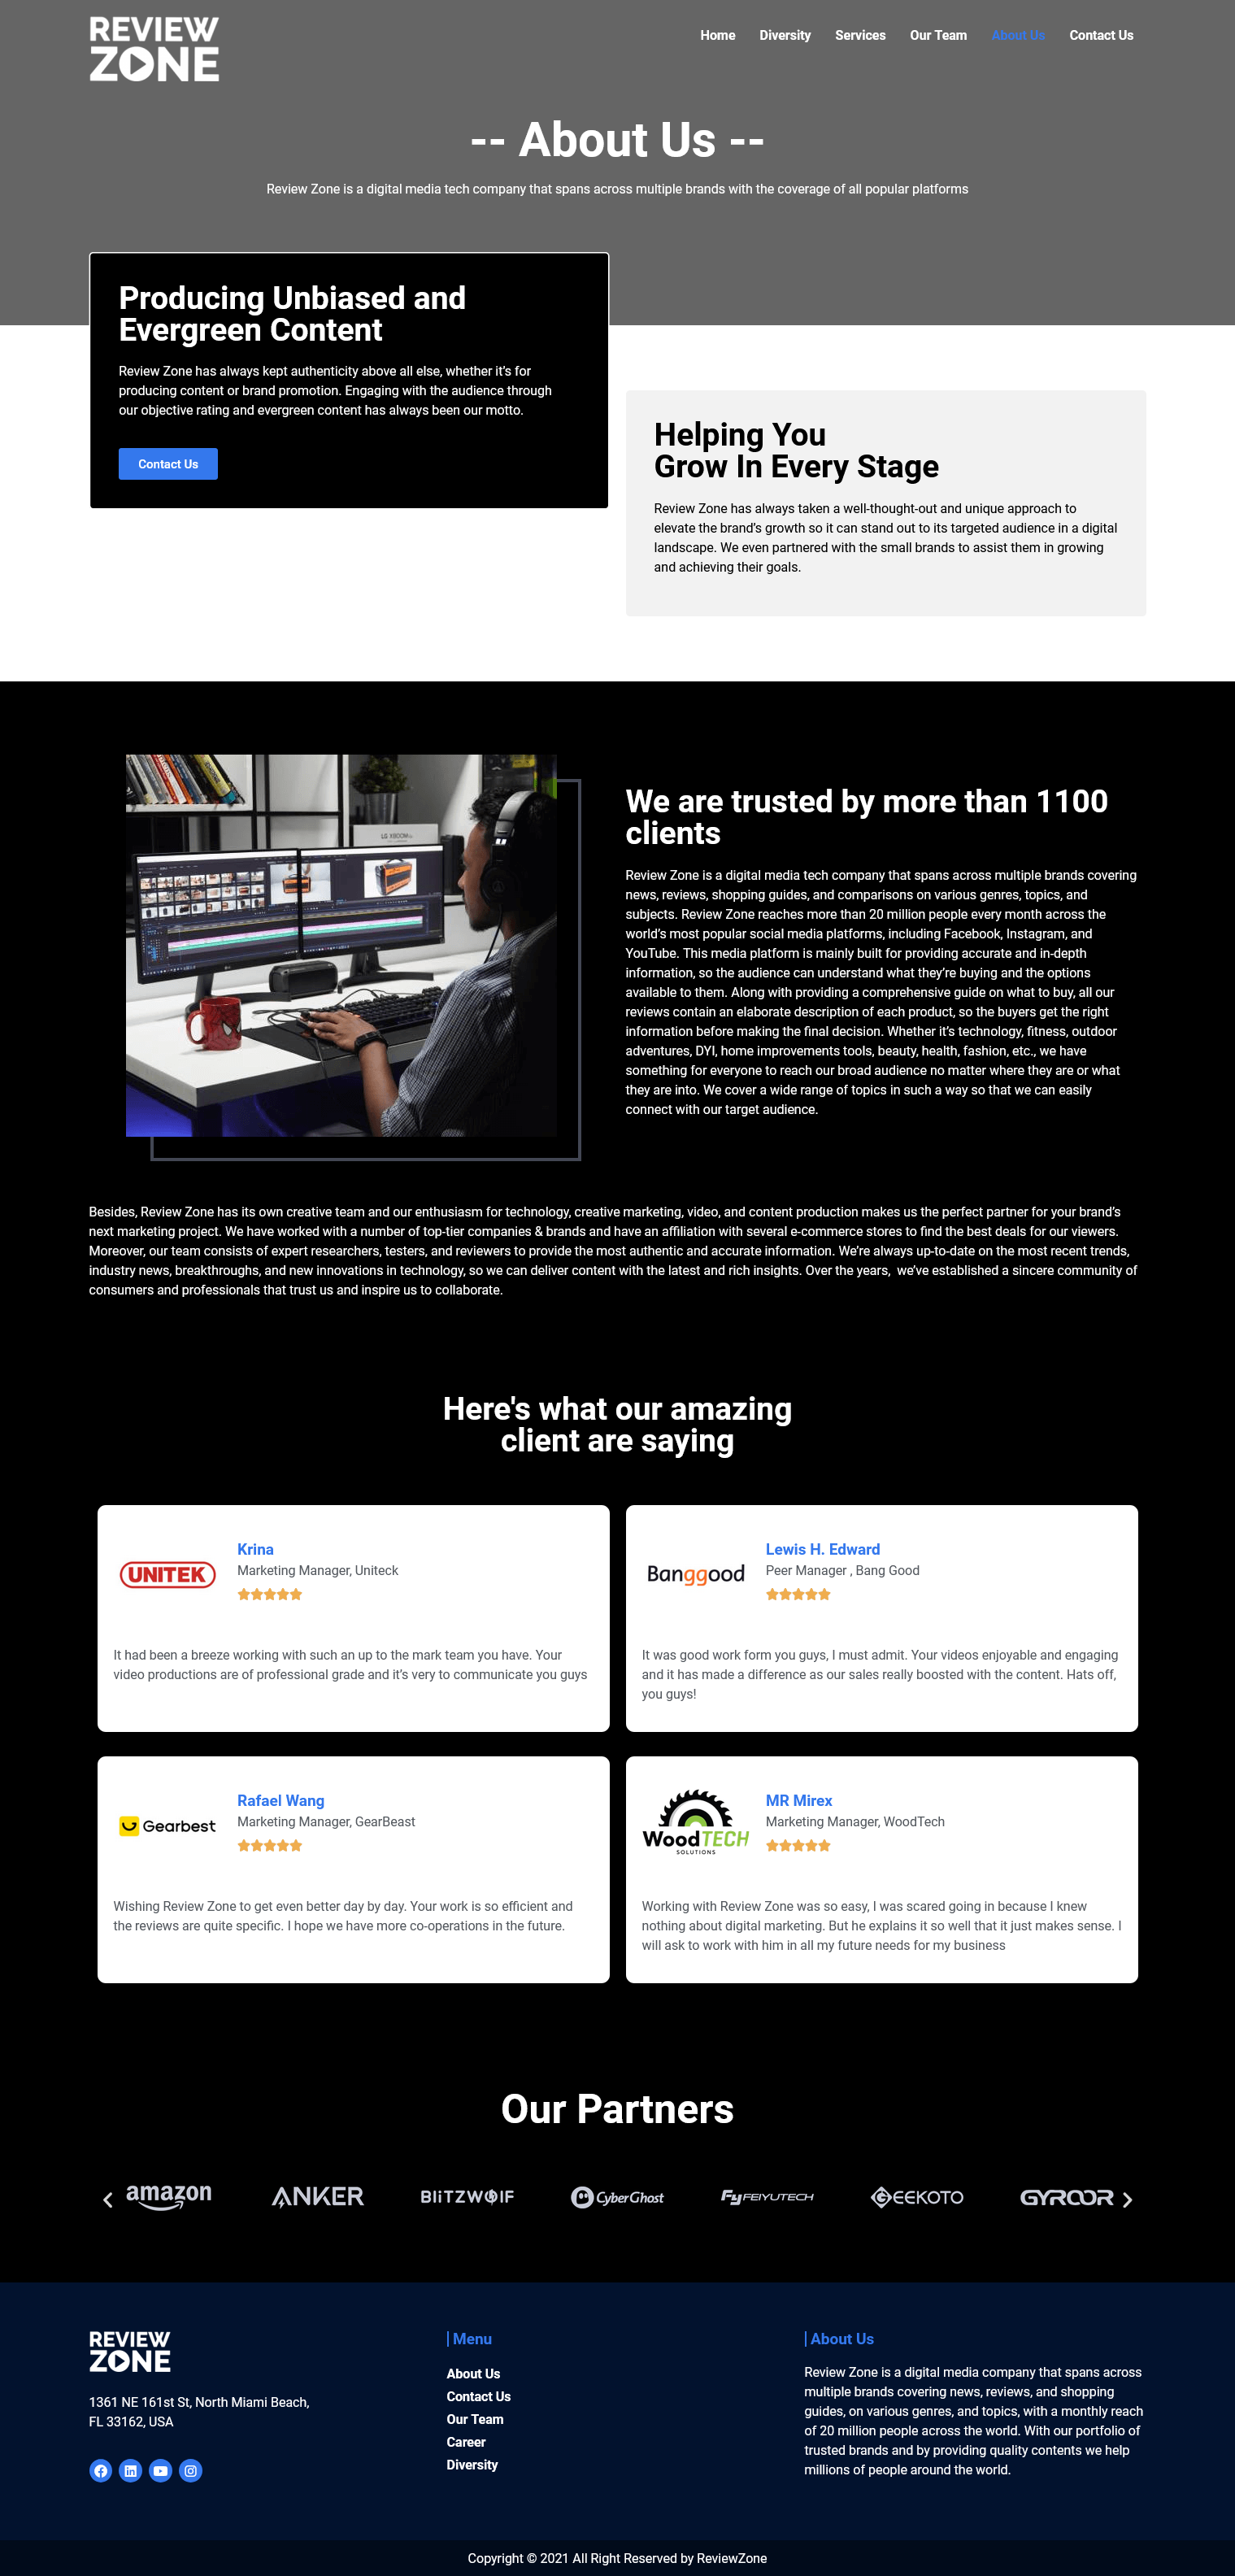 REVIEW
ZONE
Home Diversity Services Our Team About Us Contact Us
-- About Us --
Review Zone is a digital media tech company that spans across multiple brands with the coverage of all popular platforms
Producing Unbiased and
Evergreen Content
Review Zone has always kept authenticity above all else, whether it's for
producing content or brand promotion. Engaging with the audience through
our objective rating and evergreen content has always been our motto.
Contact Us
Helping You
Grow In Every Stage
Review Zone has always taken a well-thought-out and unique approach to
elevate the brand's growth so it can stand out to its targeted audience in a digital
landscape. We even partnered with the small brands to assist them in growing
and achieving their goals.
We are trusted by more than 1100
clients
Review Zone is a digital media tech company that spans across multiple brands covering
news, reviews, shopping guides, and comparisons on various genres, topics, and
subjects. Review Zone reaches more than 20 million people every month across the
world's most popular social media platforms, including Facebook, Instagram, and
YouTube. This media platform is mainly built for providing accurate and in-depth
information, so the audience can understand what they're buying and the options
available to them. Along with providing a comprehensive guide on what to buy, all our
reviews contain an elaborate description of each product, so the buyers get the right
information before making the final decision. Whether it's technology, fitness, outdoor
adventures, DYI, home improvements tools, beauty, health, fashion, etc., we have
something for everyone to reach our broad audience no matter where they are or what
they are into. We cover a wide range of topics in such a way so that we can easily
connect with our target audience.
Besides, Review Zone has its own creative team and our enthusiasm for technology, creative marketing, video, and content production makes us the perfect partner for your brand's
next marketing project. We have worked with a number of top-tier companies & brands and have an affiliation with several e-commerce stores to find the best deals for our viewers.
Moreover, our team consists of expert researchers, testers, and reviewers to provide the most authentic and accurate information. We're always up-to-date on the most recent trends,
industry news, breakthroughs, and new innovations in technology, so we can deliver content with the latest and rich insights. Over the years, we've established a sincere community of
consumers and professionals that trust us and inspire us to collaborate.
Here's what our amazing
client are saying
UNITEK
Krina
Marketing Manager, Uniteck
It had been a breeze working with such an up to the mark team you have. Your
video productions are of professional grade and it's very to communicate you guys
Banggood
Lewis H. Edward
Peer Manager , Bang Good
It was good work form you guys, I must admit. Your videos enjoyable and engaging
and it has made a difference as our sales really boosted with the content. Hats off,
you guys!
Gearbest
Rafael Wang
Marketing Manager, GearBeast
Wishing Review Zone to get even better day by day. Your work is so efficient and
the reviews are quite specific. I hope we have more co-operations in the future.
WoodTECH
SOLUTIONS
MR Mirex
Marketing Manager, WoodTech
Working with Review Zone was so easy, I was scared going in because I knew
nothing about digital marketing. But he explains it so well that it just makes sense. I
will ask to work with him in all my future needs for my business
Our Partners
amazon ANKER BLITZWOLF CyberGhost FEIYUTECH GEEKOTO GYROOR
REVIEW
ZONE
1361 NE 161st St, North Miami Beach,
FL 33162, USA
Menu
About Us
Contact Us
Our Team
Career
Diversity
About Us
Review Zone is a digital media company that spans across
multiple brands covering news, reviews, and shopping
guides, on various genres, and topics, with a monthly reach
of 20 million people across the world. With our portfolio of
trusted brands and by providing quality contents we help
millions of people around the world.
Copyright © 2021 All Right Reserved by ReviewZone